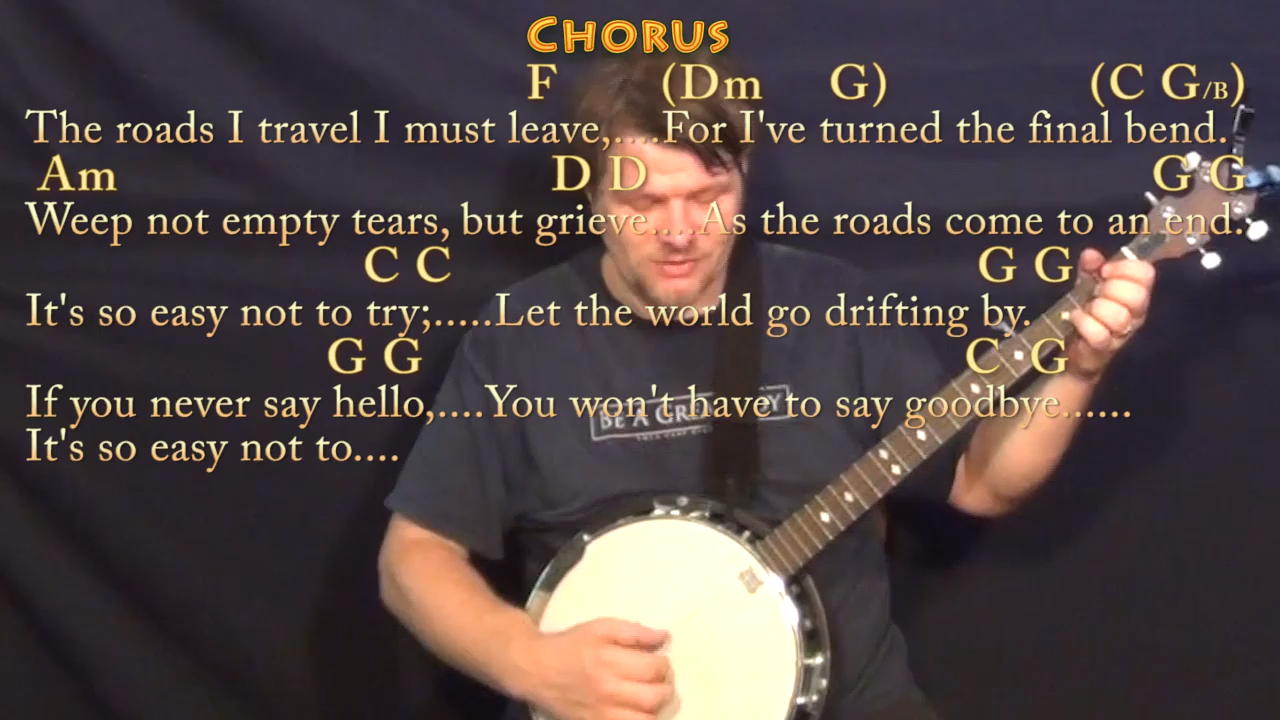 CHORUS
F (Dm G) (C G/B)
The roads I travel I must leave,.....For I've turned the final bend.
Am D D G G
Weep not empty tears, but grieve....As the roads come to an end.
C C G G
It's so easy not to try;.....Let the world go drifting by.
G G C G
If you never say hello,....You won't have to say goodbye......
It's so easy not to....
BE A GREAT